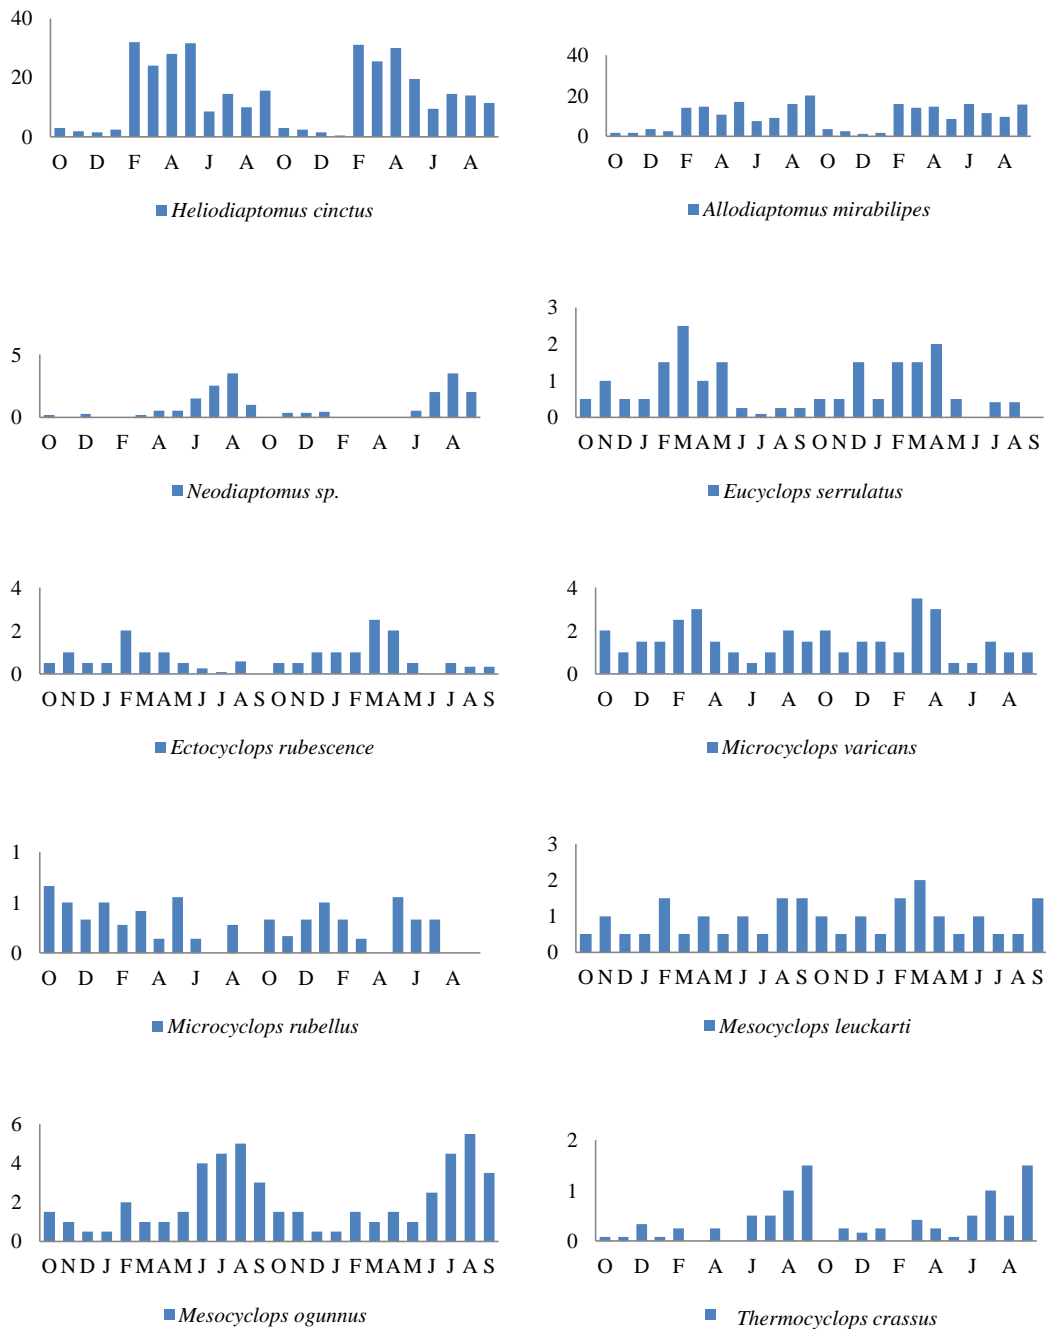 40
20
0
O D F A J A O D F A J A
Heliodiaptomus cinctus
40
20
0
O D F A J A O D F A J A
Allodiaptomus mirabilipes
5
0
O D F A J A O D F A J A
Neodiaptomus sp.
3
2
1
0
O N D J F M A M J J A S O N D J F M A M J J A S
Eucyclops serrulatus
4
2
0
O N D J F M A M J J A S O N D J F M A M J J A S
Ectocyclops rubescence
4
2
0
O D F A J A O D F A J A
Microcyclops varicans
1
1
0
O D F A J A O D F A J A
Microcyclops rubellus
3
2
1
0
O N D J F M A M J J A S O N D J F M A M J J A S
Mesocyclops leuckarti
6
4
2
0
O N D J F M A M J J A S O N D J F M A M J J A S
Mesocyclops ogunnus
2
1
0
O D F A J A O D F A J A
Thermocyclops crassus